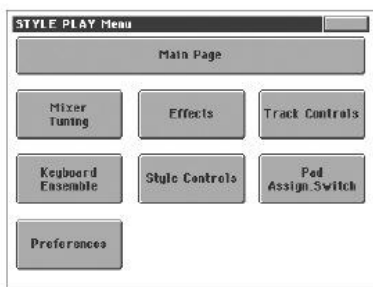 STYLE PLAY Menu
Main Page
Mixer
Tuning
Effects
Track Controls
Keyboard
Ensemble
Style Controls
Pad
Assign.Switch
Preferences